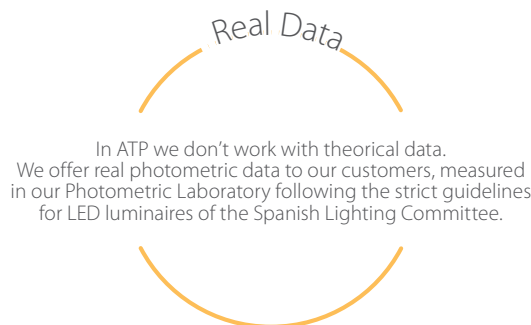 Real Data
In ATP we don’t work with theorical data.
We offer real photometric data to our customers, measured
in our Photometric Laboratory following the strict guidelines
for LED luminaires of the Spanish Lighting Committee.